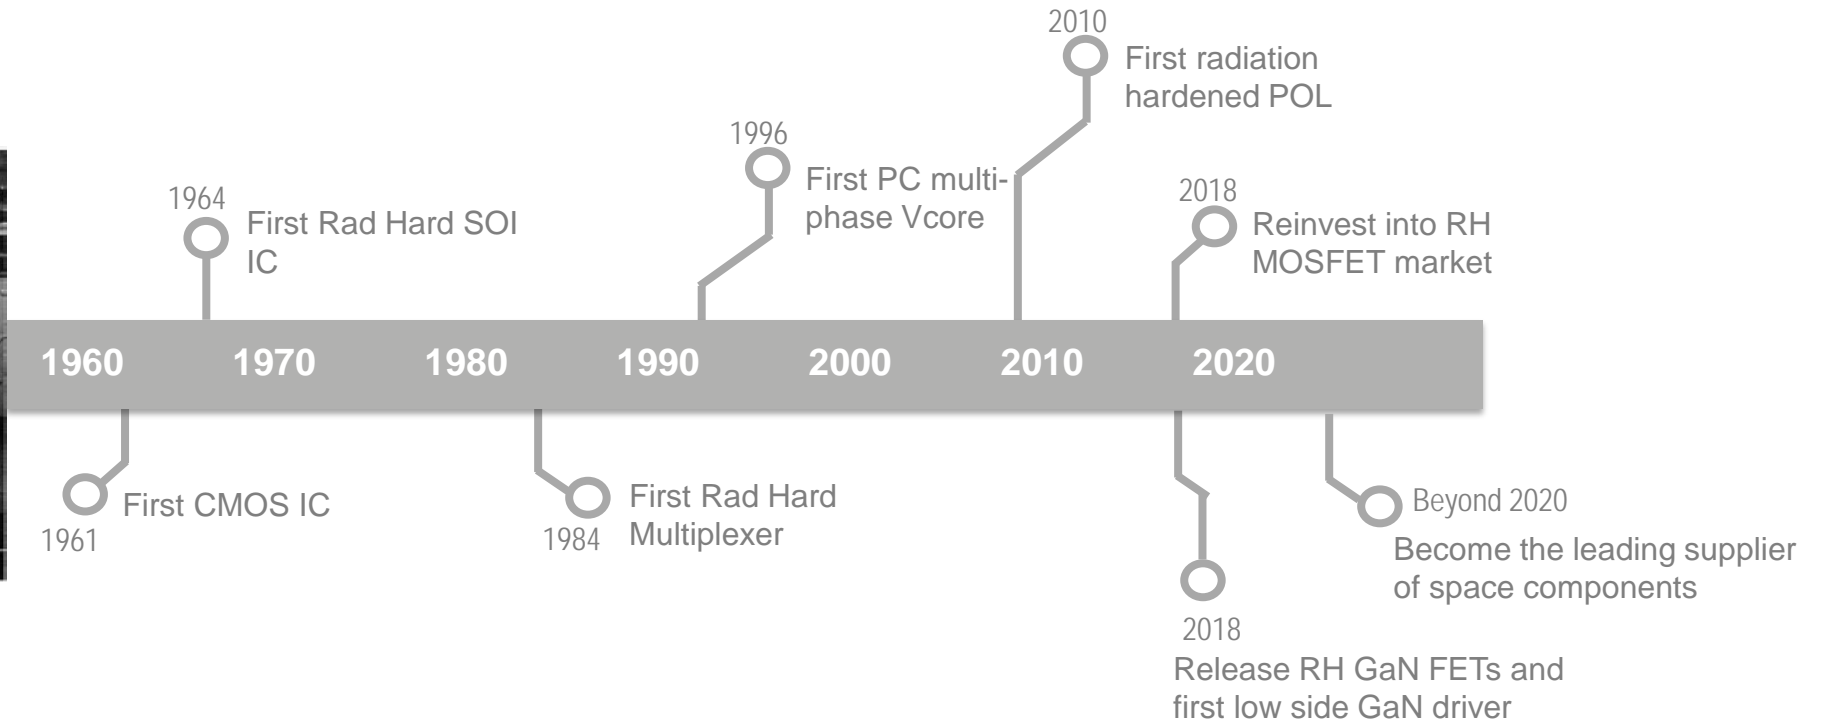 2010
First radiation
hardened POL
1996
First PC multi-
phase Vcore
1964
First Rad Hard SOI
IC
2018
Reinvest into RH
MOSFET market
1960 1970 1980 1990 2000 2010 2020
First CMOS IC
1961
First Rad Hard
Multiplexer
1984
Beyond 2020
Become the leading supplier
of space components
2018
Release RH GaN FETs and
first low side GaN driver